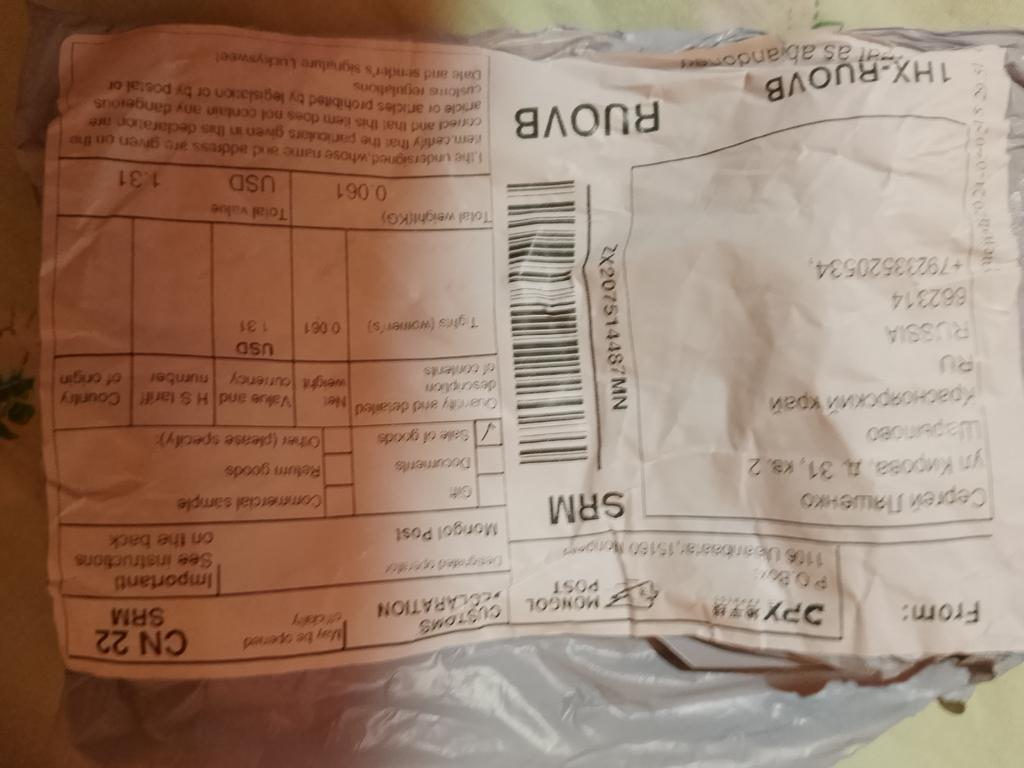 From:
DPX
MONGOL
POST
P.O.Box:
1106 Ulaanbaatar,15160
SRM
Сергей Ляшенко
ул Кирова, д. 31, кв. 2
Шарыпово
Красноярский край
RU
RUSSIA
662314
+79233520534,
ZX220751448?MN
RUOVB
1HX-RUOVB
as abandoned
CUSTOMS
DECLARATION
May be opened
officially
CN 22
SRM
Designated operator
Mongol Post
Important!
See instructions
on the back
Gift
Commercial sample
Documents
Return goods
✓ Sale of goods
Other (please specify):
Quantity and detailed
description
of contents
Net
weight
Value and
currency
H S tariff
number
Country
of origin
USD
Tights (women's)
0.061
1.31
Total weight(KG)
0.061
Total value
USD
1.31
I,the undersigned,whose name and address are given on the
item,certify that the particulars given in this declaration are
correct and that this item does not contain any dangerous
article or articles prohibited by legislation or by postal or
customs regulations
Date and sender's signature Luckysweet